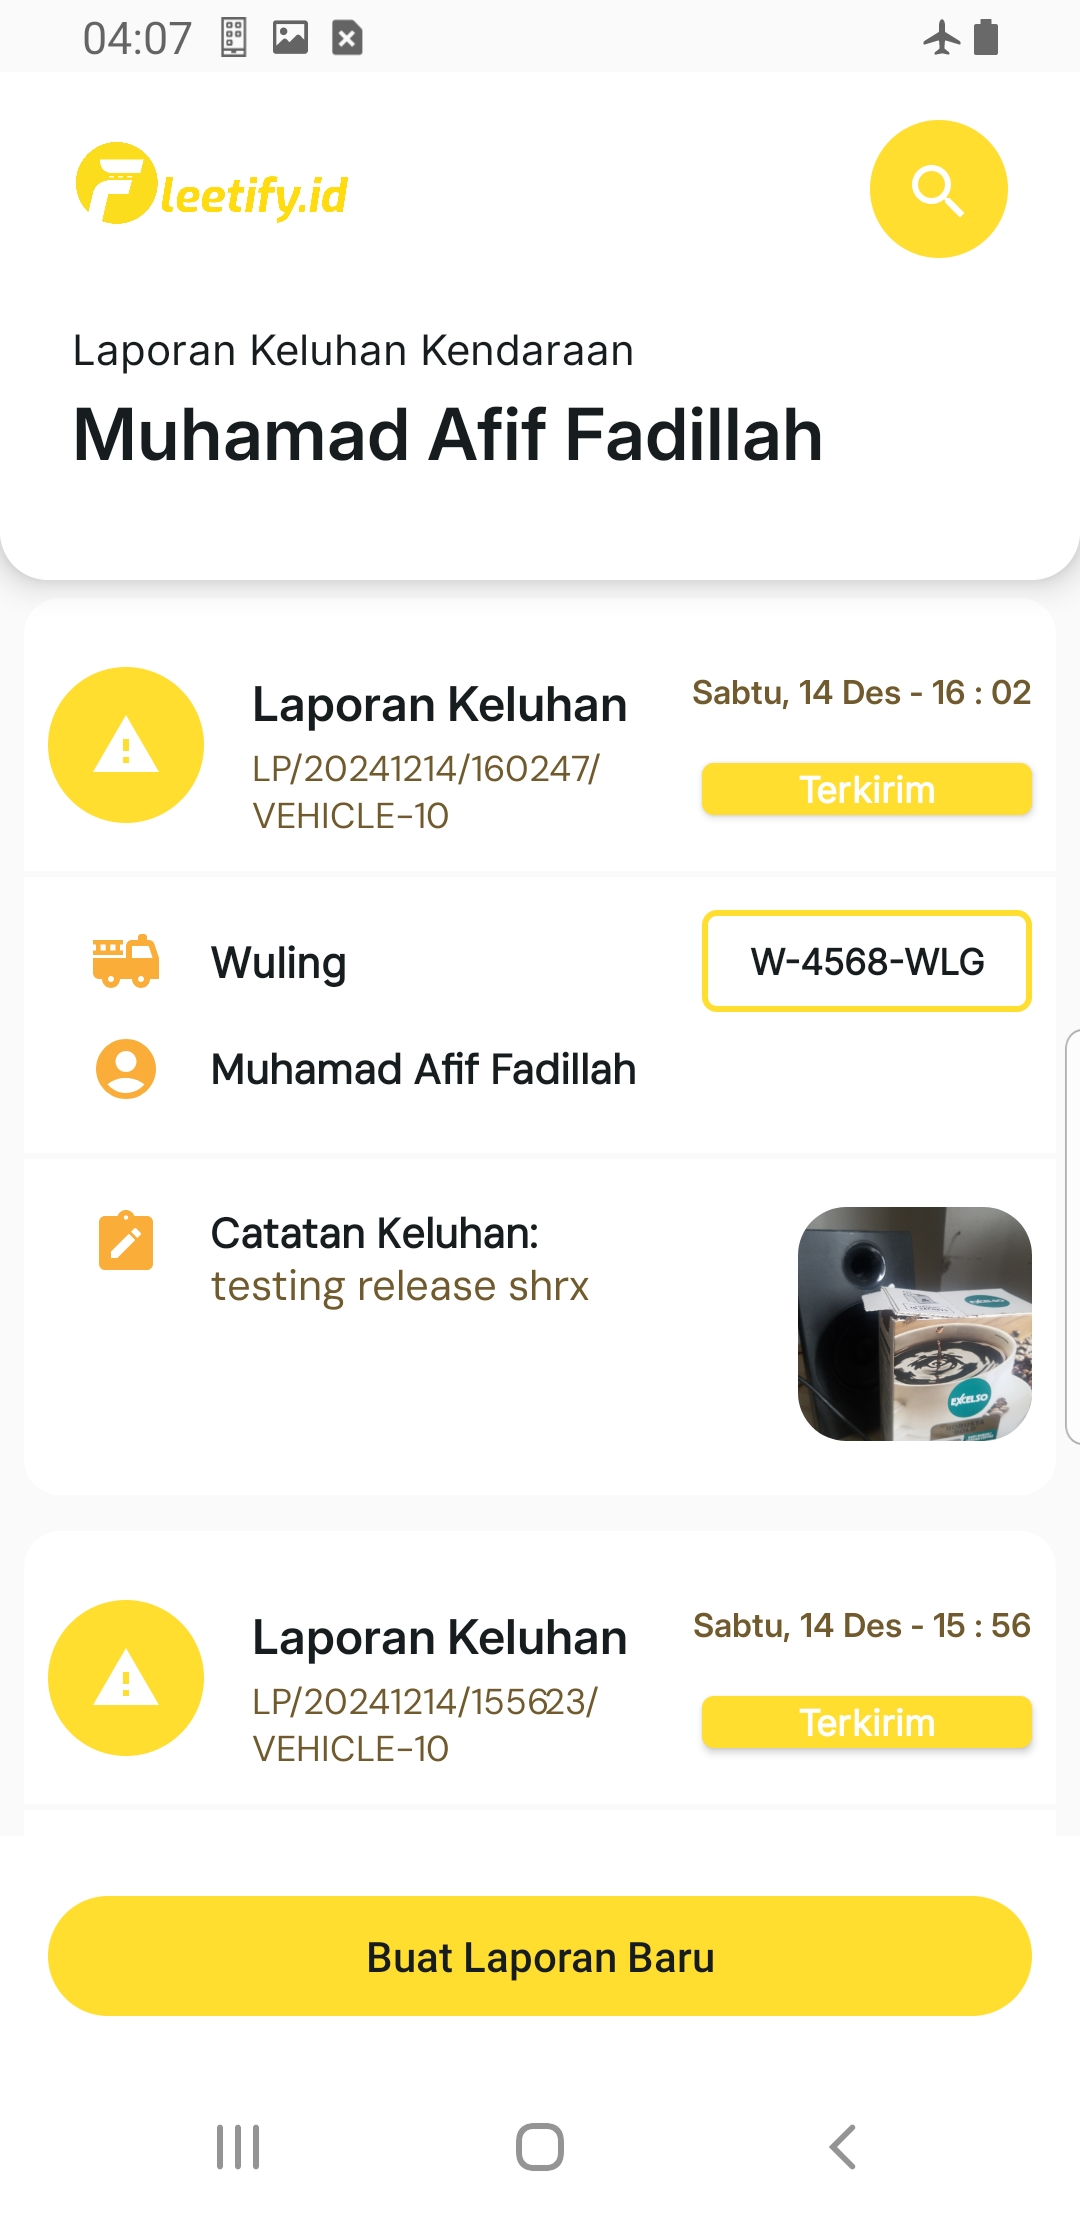 04:07
Fleetify.id
Laporan Keluhan Kendaraan
Muhamad Afif Fadillah
Laporan Keluhan
Sabtu, 14 Des - 16 : 02
LP/20241214/160247/
VEHICLE-10
Terkirim
Wuling
W-4568-WLG
Muhamad Afif Fadillah
Catatan Keluhan:
testing release shrx
EXCELSO
EXCELSO
Laporan Keluhan
Sabtu, 14 Des - 15 : 56
LP/20241214/155623/
VEHICLE-10
Terkirim
Buat Laporan Baru